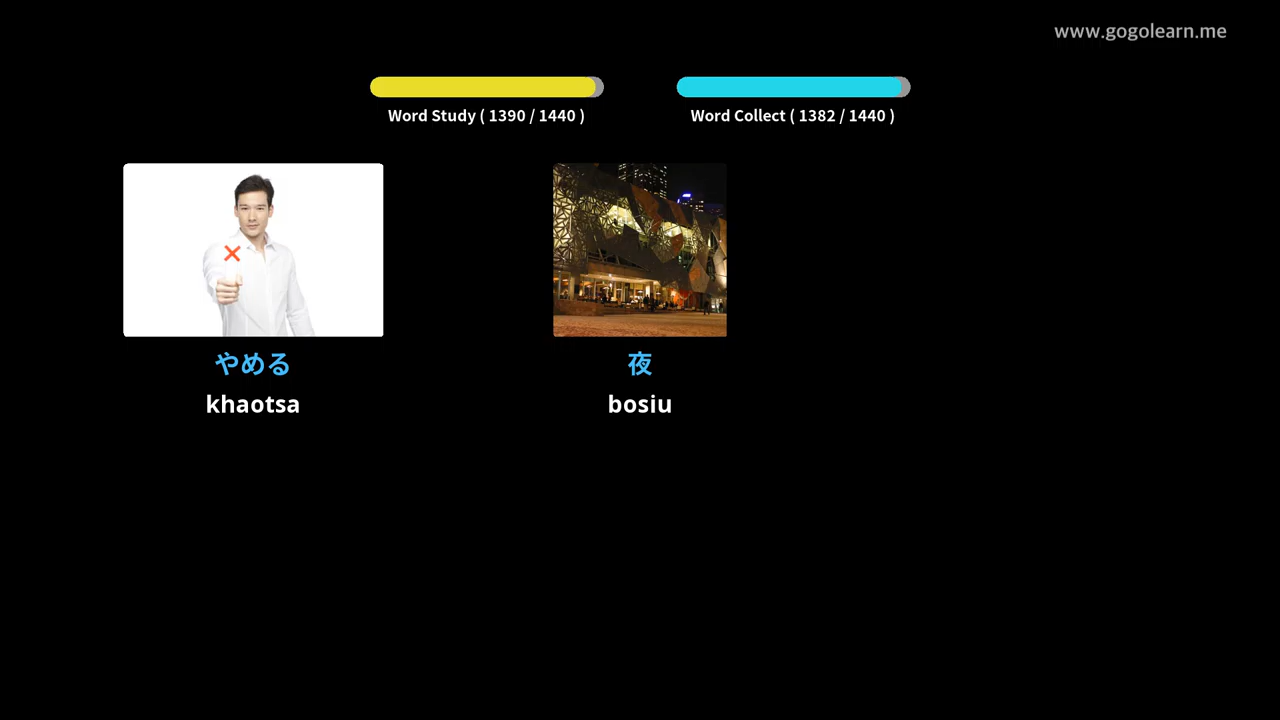 www.gogolearn.me
Word Study ( 1390 / 1440 )
Word Collect ( 1382 / 1440 )
やめる
khaotsa
夜
bosiu